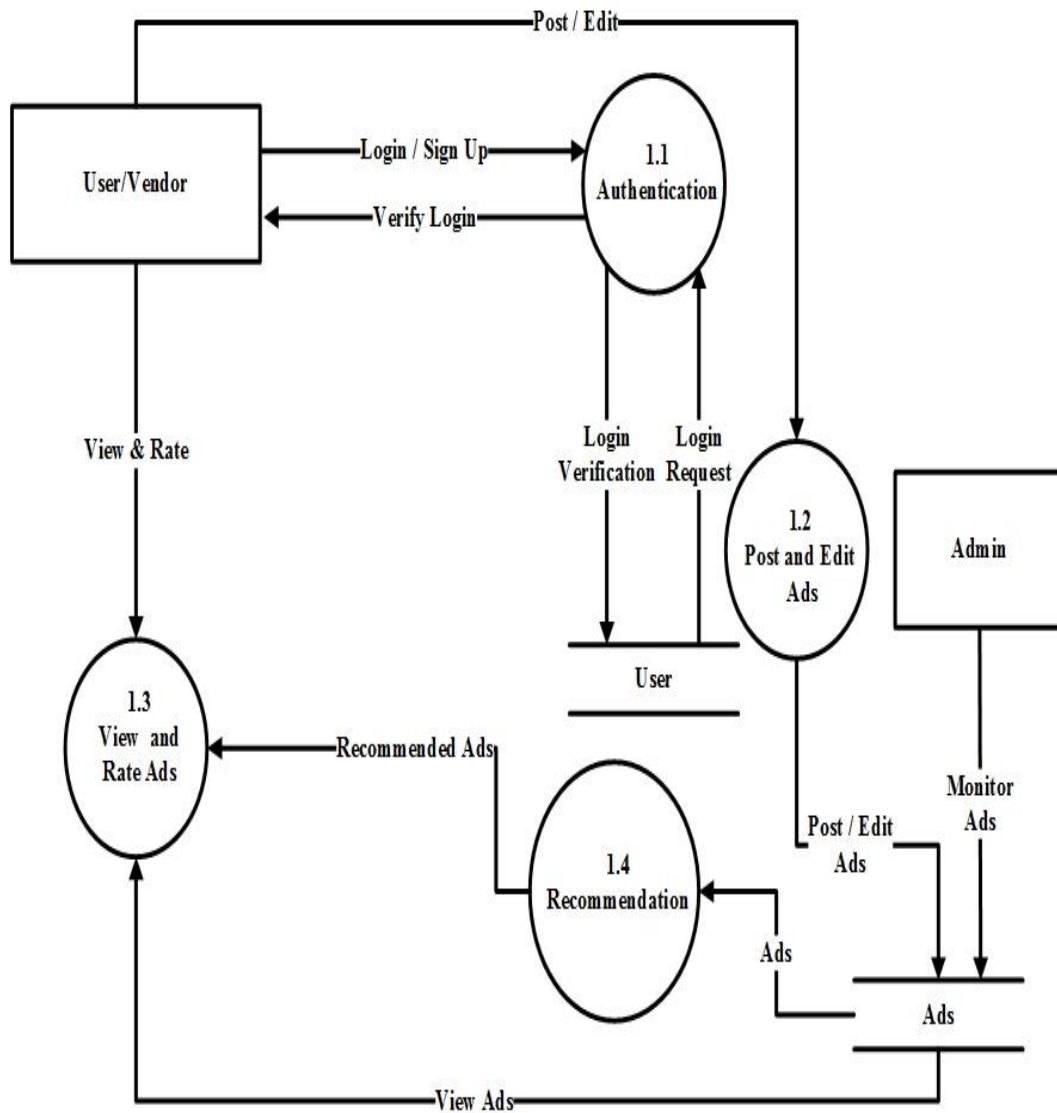 Post / Edit
User/Vendor
Login / Sign Up
Verify Login
1.1
Authentication
View & Rate
Login
Verification
Login
Request
1.2
Post and Edit
Ads
Admin
User
1.3
View and
Rate Ads
Recommended Ads
1.4
Recommendation
Post / Edit
Ads
Monitor
Ads
Ads
Ads
View Ads